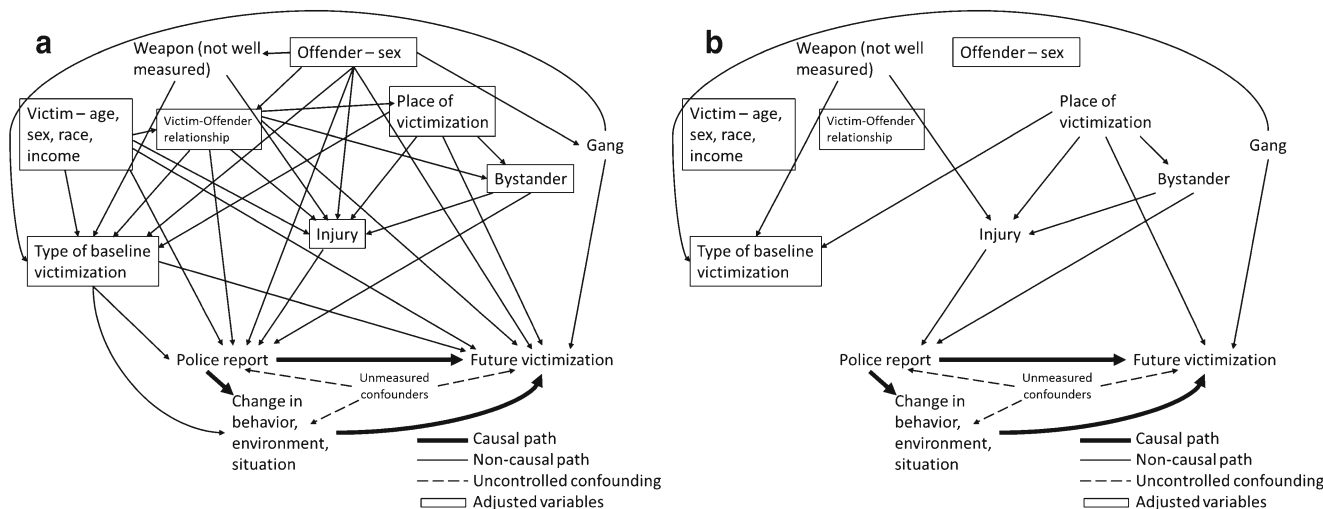 a
Weapon (not well
measured)
Offender – sex
Victim – age,
sex, race,
income
Victim-Offender
relationship
Place of
victimization
Gang
Bystander
Injury
Type of baseline
victimization
Police report
Future victimization
Unmeasured
confounders
Change in
behavior,
environment,
situation
Causal path
Non-causal path
Uncontrolled confounding
Adjusted variables
b
Weapon (not well
measured)
Offender – sex
Victim – age,
sex, race,
income
Victim-Offender
relationship
Place of
victimization
Gang
Bystander
Injury
Type of baseline
victimization
Police report
Future victimization
Unmeasured
confounders
Change in
behavior,
environment,
situation
Causal path
Non-causal path
Uncontrolled confounding
Adjusted variables